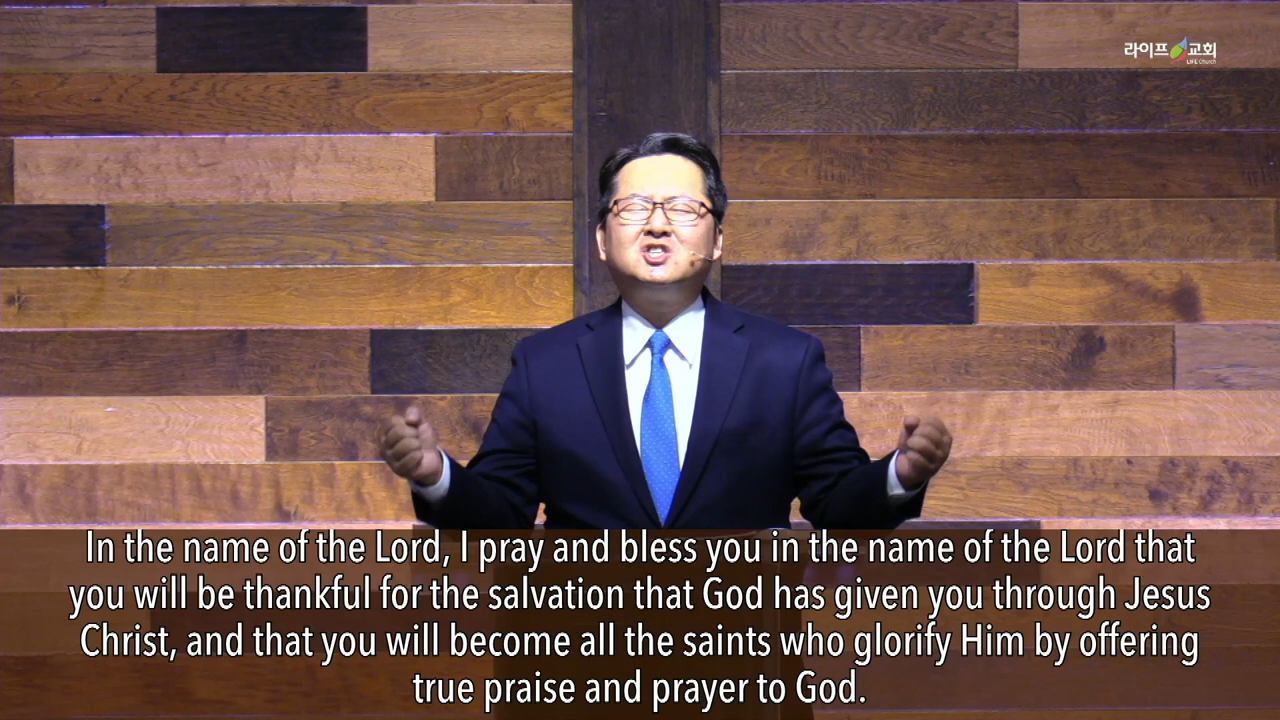 라이프교회
LIFE Church
In the name of the Lord, I pray and bless you in the name of the Lord that
you will be thankful for the salvation that God has given you through Jesus
Christ, and that you will become all the saints who glorify Him by offering
true praise and prayer to God.